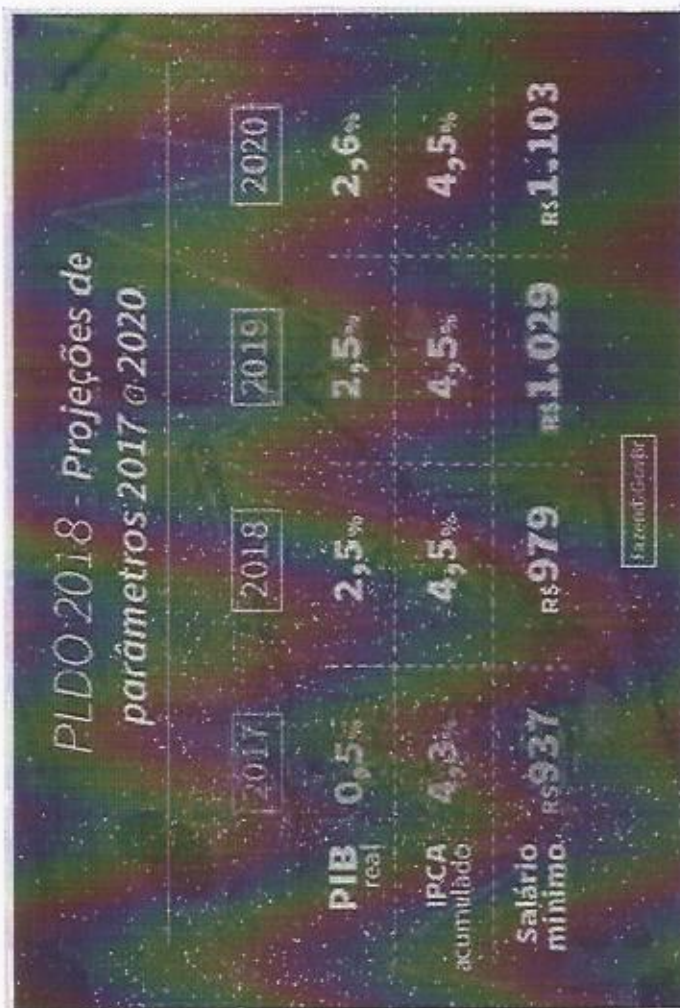 PLDO 2018 - Projeções de
parâmetros 2017 a 2020
2017 2018 2019 2020
PIB real 0,5% 2,5% 2,5% 2,6%
IPCA acumulado 4,3% 4,5% 4,5% 4,5%
Salário mínimo R$937 R$979 R$1.029 R$1.103